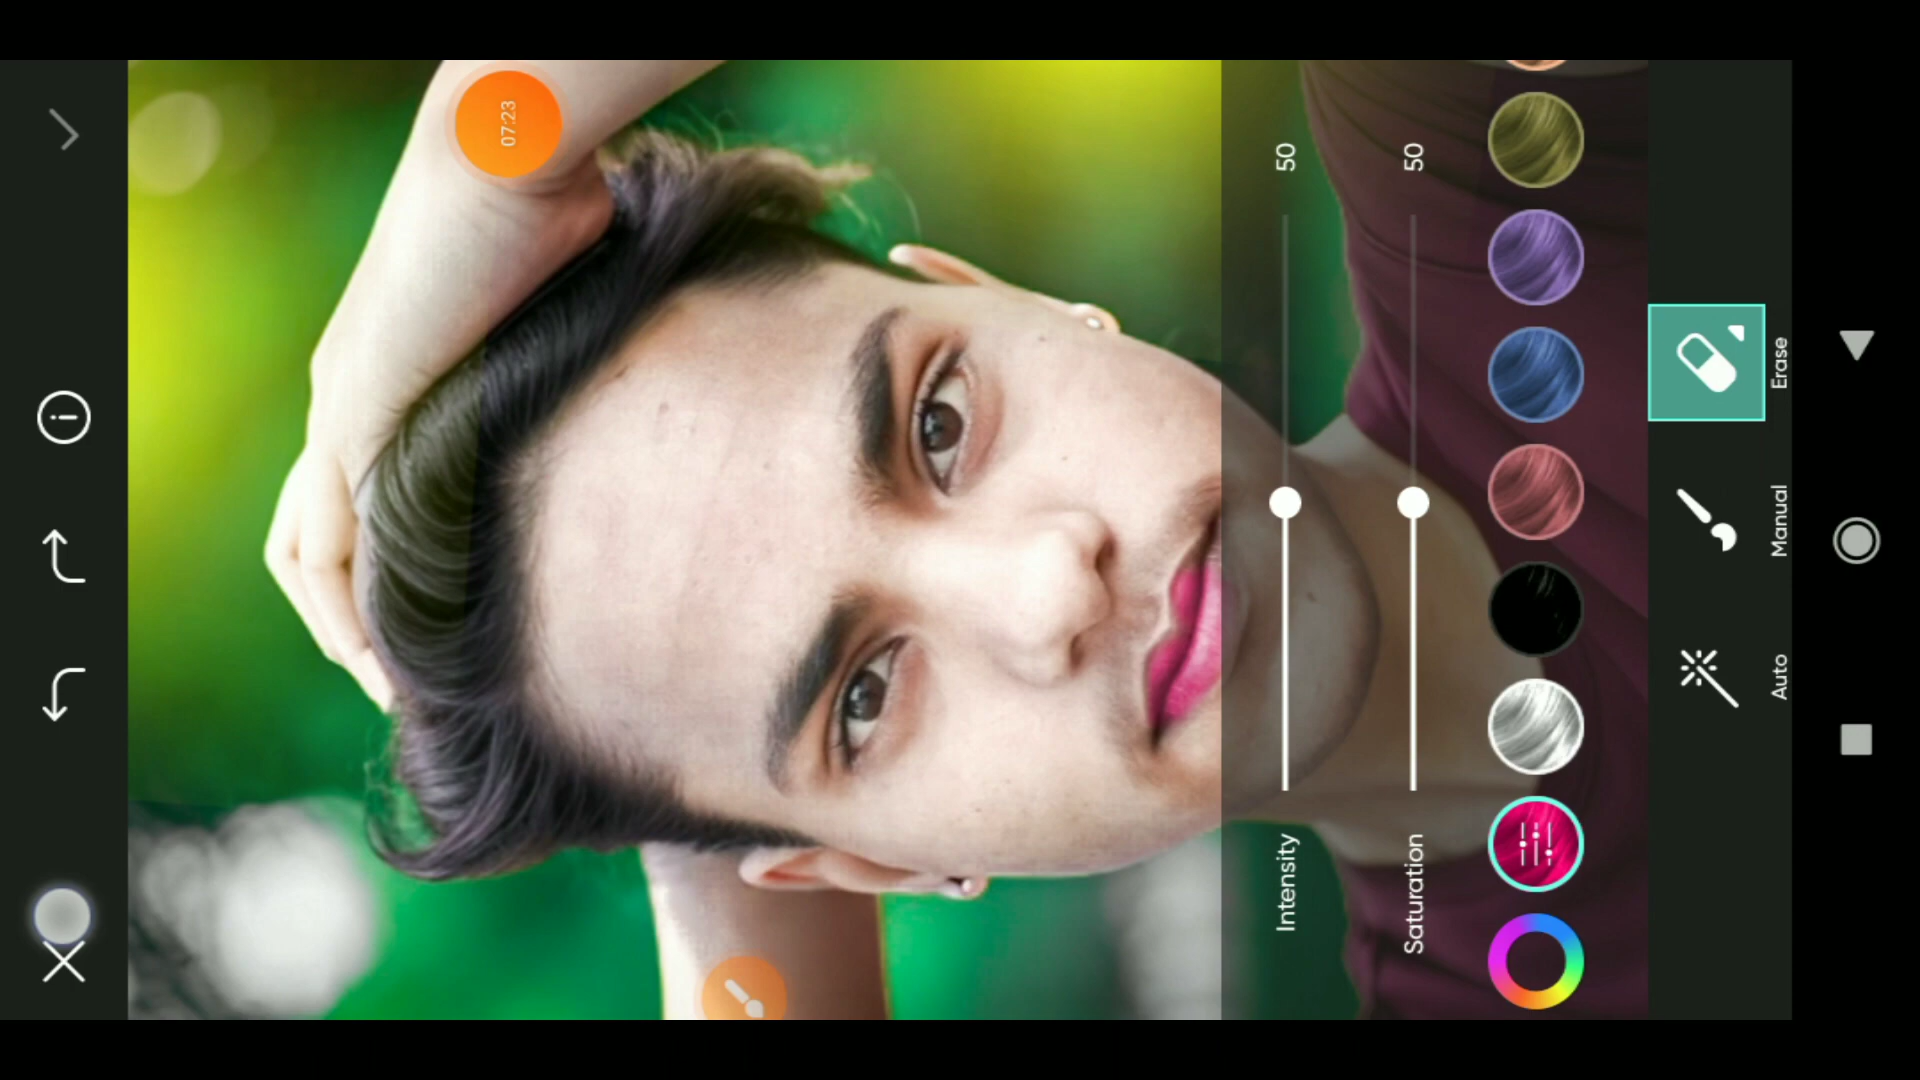 07:23
Intensity 50
Saturation 50
Auto
Manual
Erase